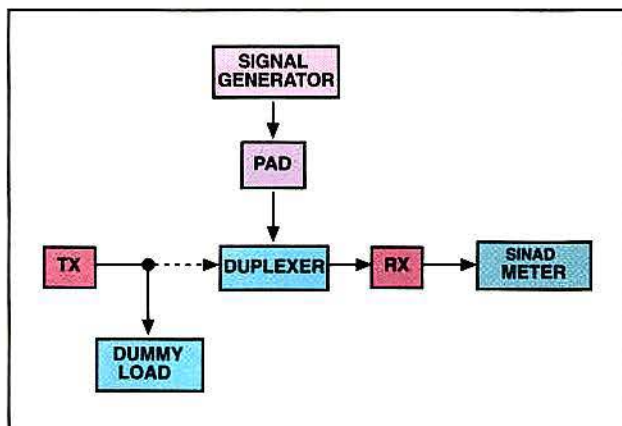 SIGNAL
GENERATOR
PAD
TX
DUPLEXER
RX
SINAD
METER
DUMMY
LOAD